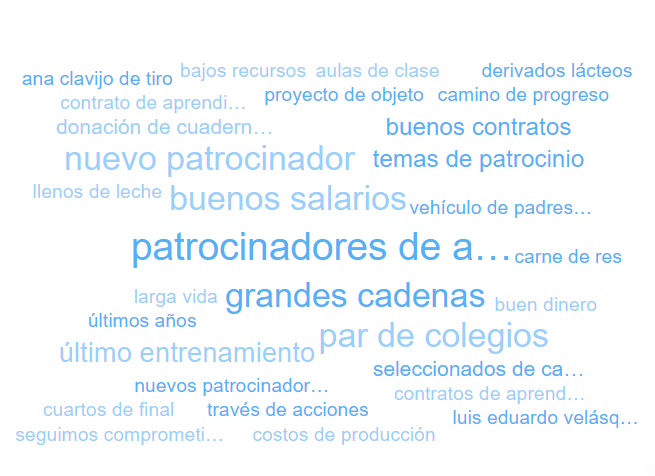 bajos recursos aulas de clase derivados lácteos
ana clavijo de tiro
proyecto de objeto camino de progreso
contrato de aprendi…
donación de cuadern… buenos contratos
nuevo patrocinador temas de patrocinio
llenos de leche buenos salarios vehículo de padres…
patrocinadores de a… carne de res
larga vida grandes cadenas buen dinero
últimos años
último entrenamiento par de colegios
seleccionados de ca…
nuevos patrocinador… contratos de aprend…
cuartos de final través de acciones luis eduardo velásq…
seguimos comprometi… costos de producción